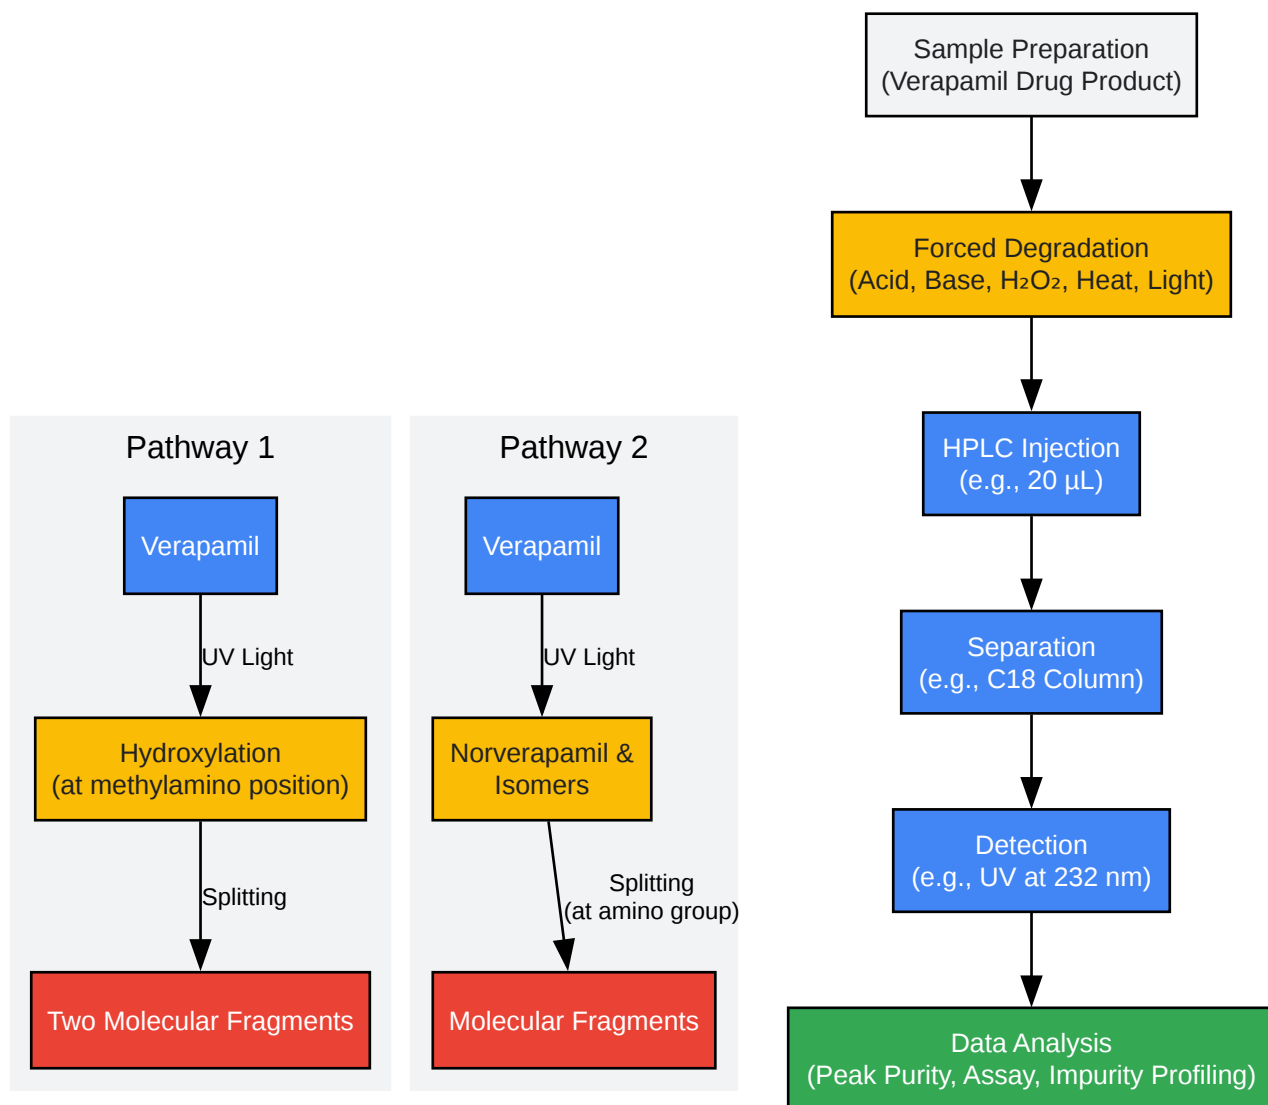 Pathway 1
Verapamil
UV Light
Hydroxylation
(at methylamino position)
Splitting
Two Molecular Fragments
Pathway 2
Verapamil
UV Light
Norverapamil &
Isomers
Splitting
(at amino group)
Molecular Fragments
Sample Preparation
(Verapamil Drug Product)
Forced Degradation
(Acid, Base, H₂O₂, Heat, Light)
HPLC Injection
(e.g., 20 µL)
Separation
(e.g., C18 Column)
Detection
(e.g., UV at 232 nm)
Data Analysis
(Peak Purity, Assay, Impurity Profiling)